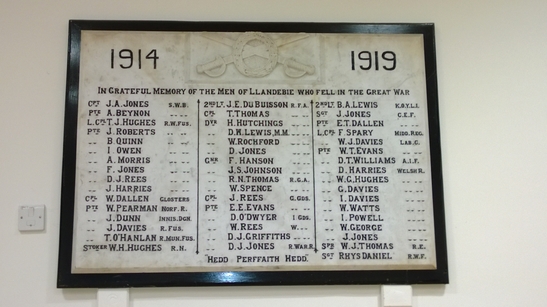 1914 1919
IN GRATEFUL MEMORY OF THE MEN OF LLANDEBIE WHO FELL IN THE GREAT WAR
CPL J.A. JONES S.W.B.
PTE A. BEYNON -- --
L.CPL T.J. HUGHES R.W.FUS.
PTE J. ROBERTS -- --
-- B. QUINN -- --
-- I. OWEN -- --
-- A. MORRIS -- --
-- F. JONES -- --
-- D.J. REES -- --
-- J. HARRIES -- --
CPL W. DALLEN GLOSTERS
PTE W. PEARMAN NORF. R.
-- J. DUNN INNIS. DGN.
-- J. DAVIES R. FUS.
-- T. O'HANLAN R. MUN. FUS.
STOKER W.H. HUGHES R.N.
2ND LT. J.E. DU BUISSON R.F.A.
CPL T. THOMAS -- --
DVR H. HUTCHINGS -- --
-- D.H. LEWIS, M.M. -- --
-- W. ROCHFORD -- --
-- D. JONES -- --
GNR F. HANSON -- --
-- J.S. JOHNSON -- --
-- R.N. THOMAS R.G.A.
-- W. SPENCE -- --
CPL J. REES G. GDS.
PTE E.E. EVANS -- --
-- D. O'DWYER I GDS.
-- W. REES W. -- --
-- D.J. GRIFFITHS -- --
-- D.J. JONES R. WAR. R.
2ND LT. B.A. LEWIS K.O.Y.L.I.
SGT J. JONES C.E.F.
PTE E.T. DALLEN -- --
L.CPL F SPARY MIDD. REG.
-- W.J. DAVIES LAB. C.
PTE W.T. EVANS -- --
-- D.T. WILLIAMS A.I.F.
-- D. HARRIES WELSH R.
-- W.G. HUGHES -- --
-- G. DAVIES -- --
-- I. DAVIES -- --
-- W. WATTS -- --
-- I. POWELL -- --
-- W. GEORGE -- --
-- J. JONES -- --
SPR W.J. THOMAS R.E.
SGT RHYS DANIEL R.W.F.
"HEDD PERFFAITH HEDD."